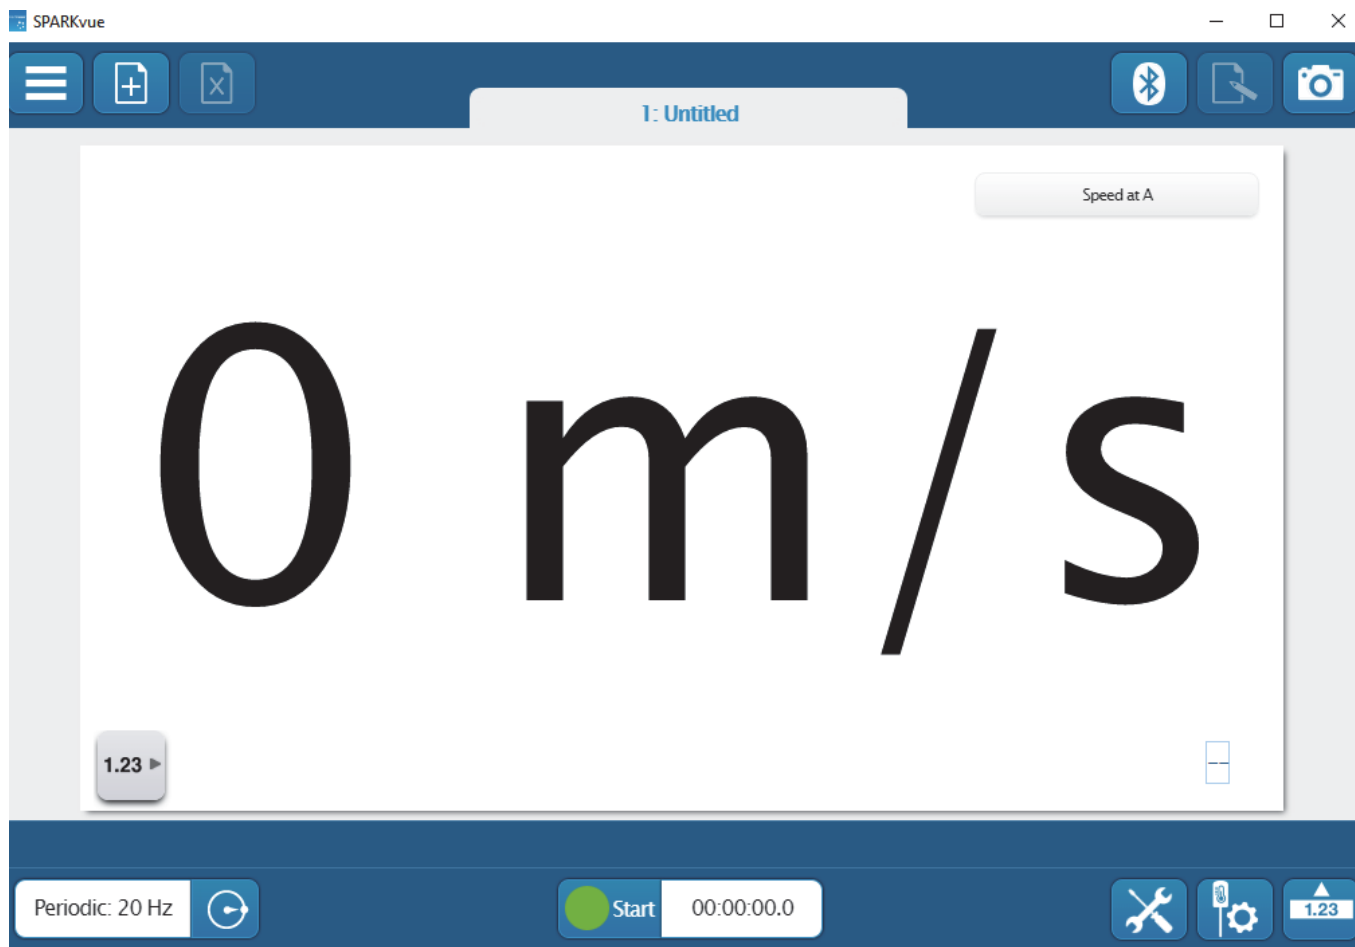 SPARKvue
1: Untitled
Speed at A
0 m/s
1.23
--
Periodic: 20 Hz
Start
00:00:00.0
1.23